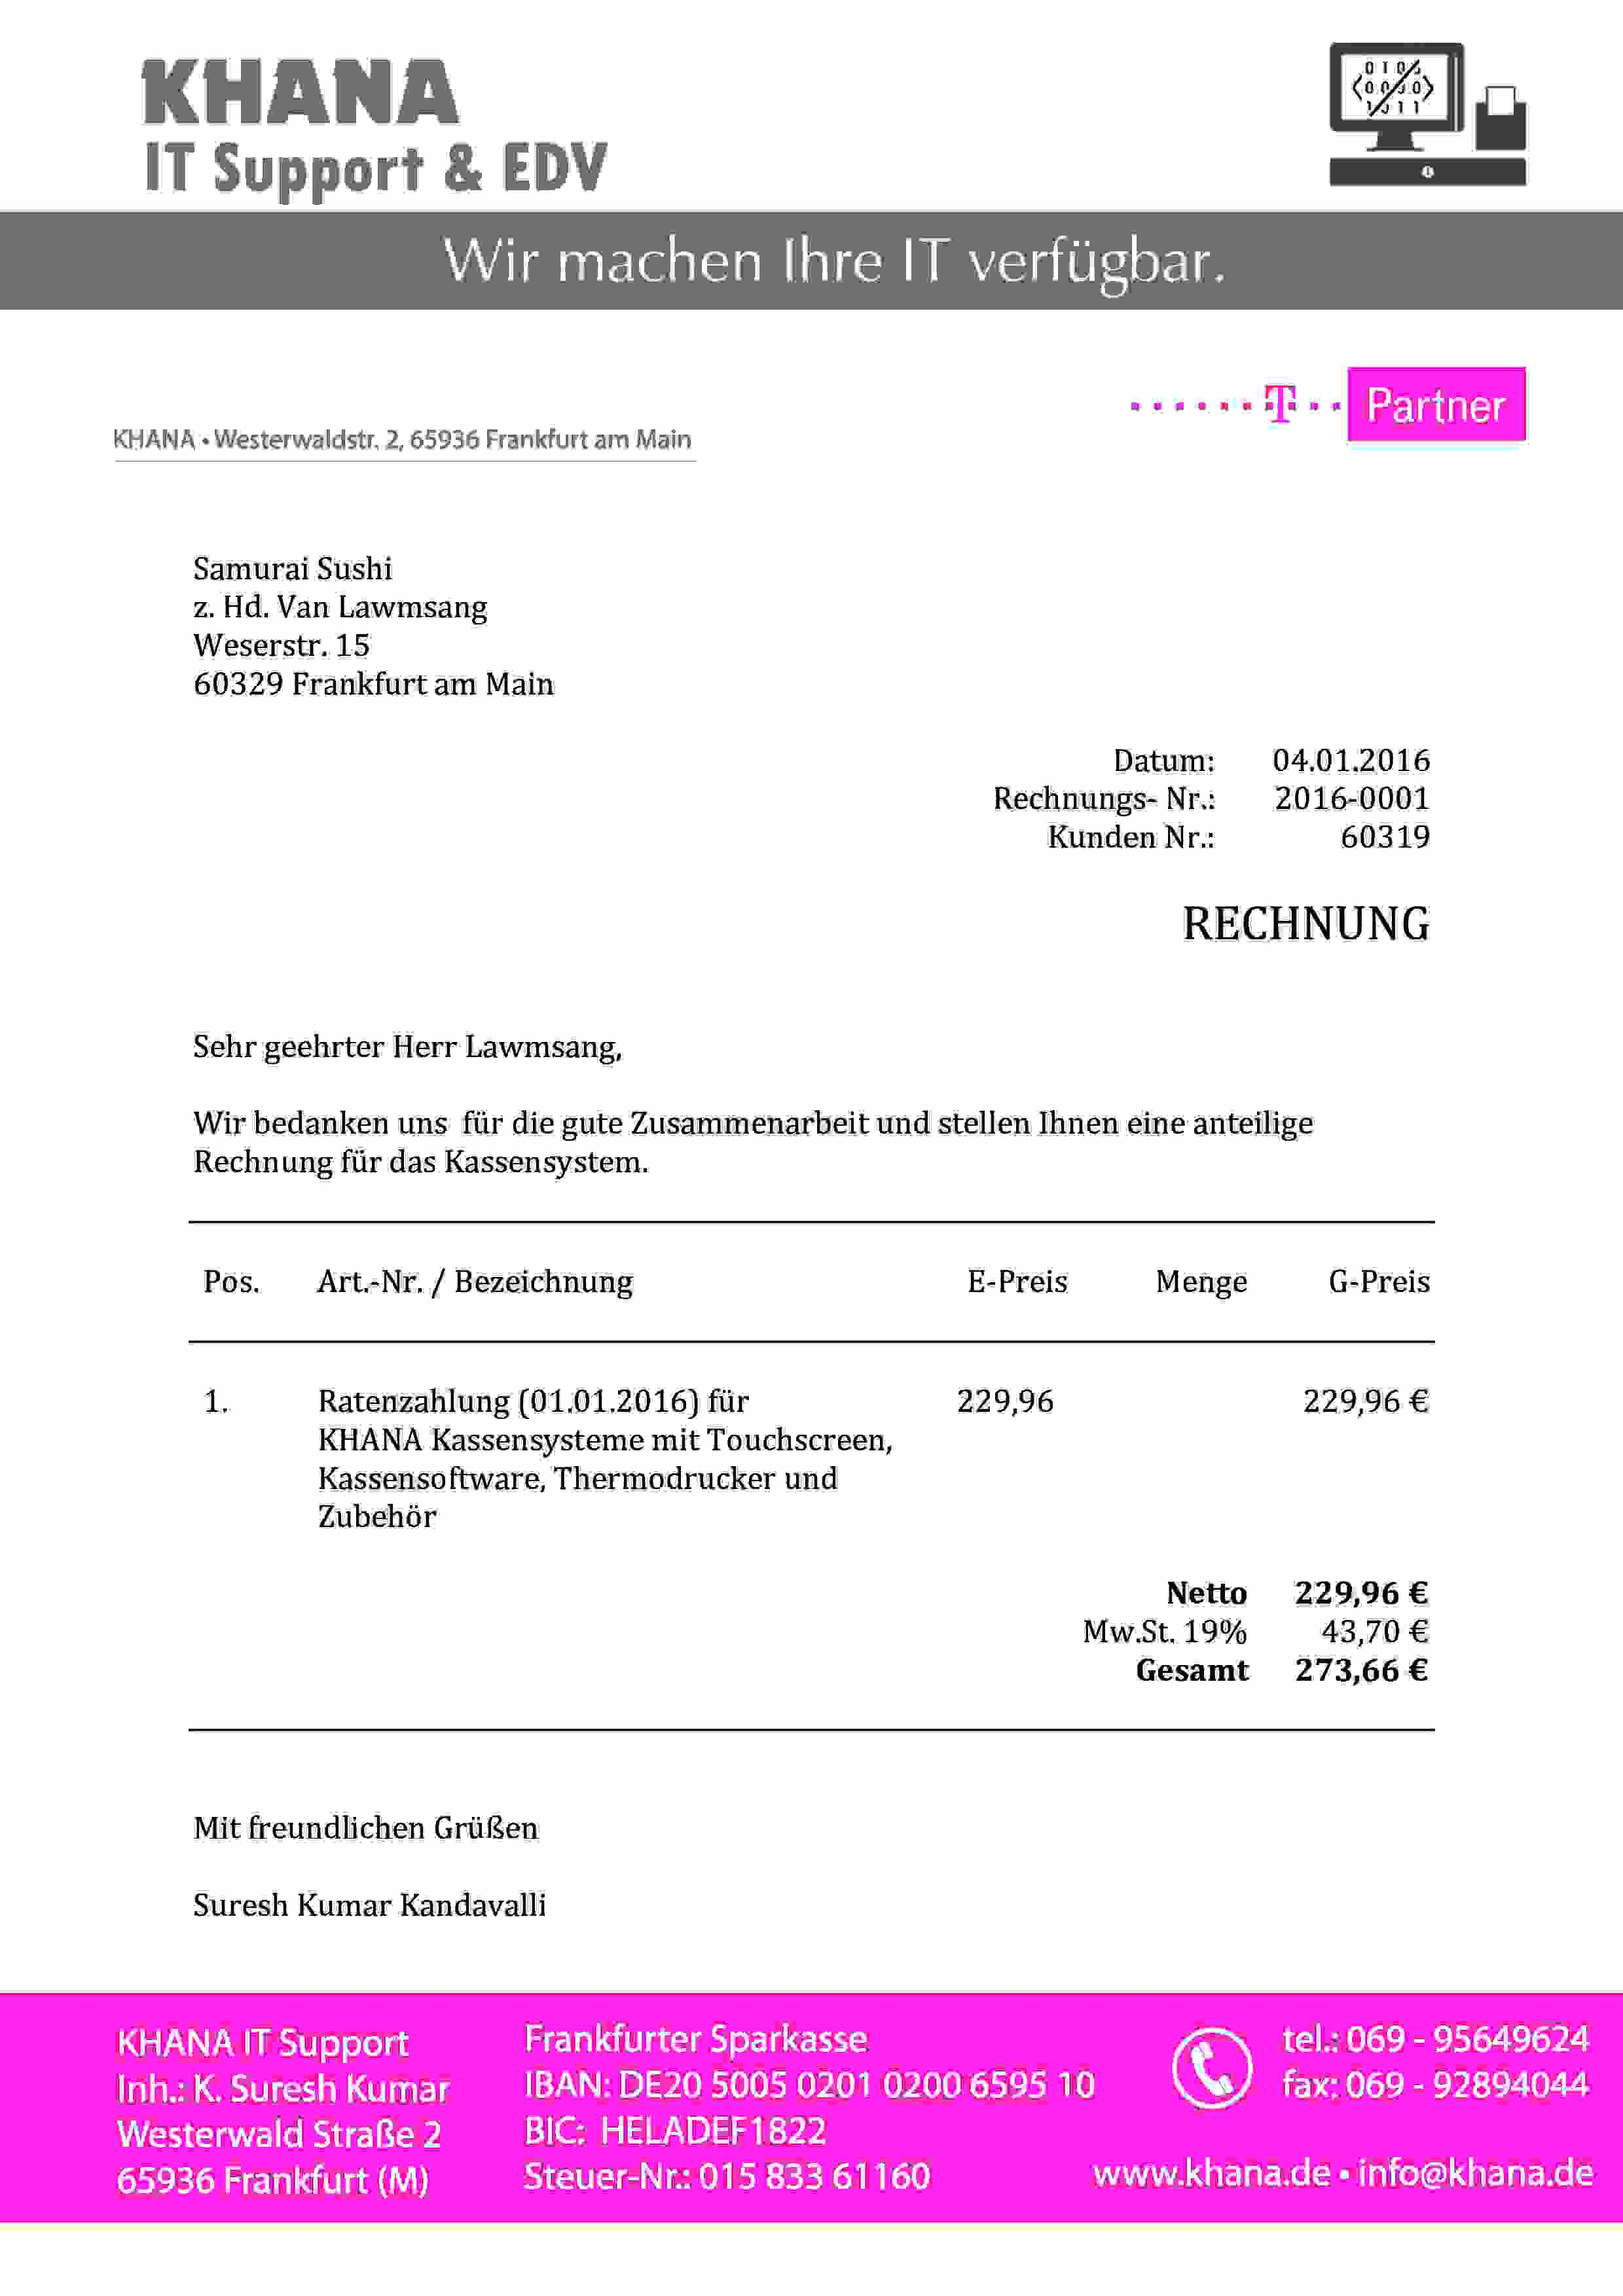 KHANA
IT Support & EDV
Wir machen Ihre IT verfügbar.
T Partner
KHANA • Westerwaldstr. 2, 65936 Frankfurt am Main
Samurai Sushi
z. Hd. Van Lawmsang
Weserstr. 15
60329 Frankfurt am Main
Datum: 04.01.2016
Rechnungs- Nr.: 2016-0001
Kunden Nr.: 60319
RECHNUNG
Sehr geehrter Herr Lawmsang,
Wir bedanken uns  für die gute Zusammenarbeit und stellen Ihnen eine anteilige
Rechnung für das Kassensystem.
Pos. Art.-Nr. / Bezeichnung E-Preis Menge G-Preis
1. Ratenzahlung (01.01.2016) für 229,96 229,96 €
KHANA Kassensysteme mit Touchscreen,
Kassensoftware, Thermodrucker und
Zubehör
Netto 229,96 €
Mw.St. 19% 43,70 €
Gesamt 273,66 €
Mit freundlichen Grüßen
Suresh Kumar Kandavalli
KHANA IT Support
Inh.: K. Suresh Kumar
Westerwald Straße 2
65936 Frankfurt (M)
Frankfurter Sparkasse
IBAN: DE20 5005 0201 0200 6595 10
BIC: HELADEF1822
Steuer-Nr.: 015 833 61160
tel.: 069 - 95649624
fax: 069 - 92894044
www.khana.de • info@khana.de